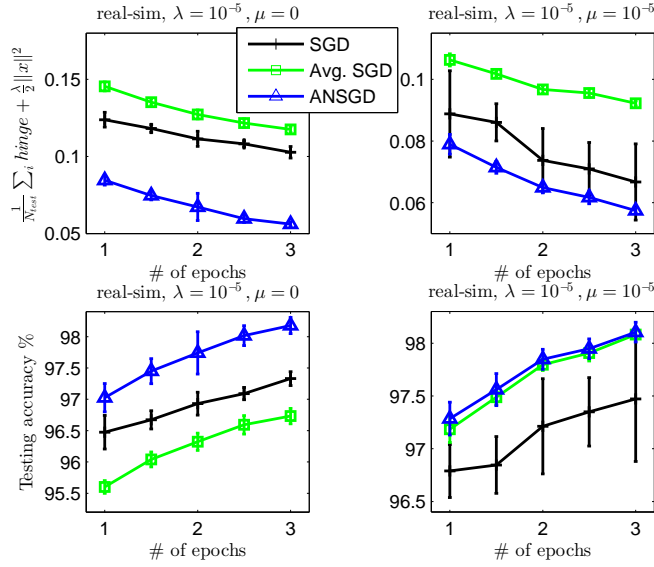 real-sim, λ = 10⁻⁵, μ = 0
real-sim, λ = 10⁻⁵, μ = 10⁻⁵
SGD
Avg. SGD
ANSGD
1/N_test ∑_i hinge + λ/2 ||x||²
0.15
0.1
0.05
1
2
3
# of epochs
0.1
0.08
0.06
1
2
3
# of epochs
real-sim, λ = 10⁻⁵, μ = 0
real-sim, λ = 10⁻⁵, μ = 10⁻⁵
Testing accuracy %
98
97.5
97
96.5
96
95.5
1
2
3
# of epochs
98
97.5
97
96.5
1
2
3
# of epochs